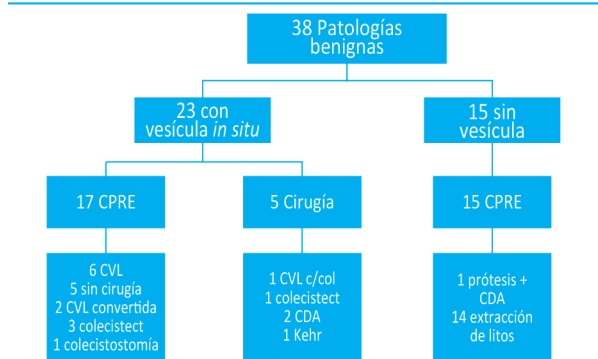 38 Patologías
benignas
23 con
vesícula in situ
15 sin
vesícula
17 CPRE
5 Cirugía
15 CPRE
6 CVL
5 sin cirugía
2 CVL convertida
3 colecistect
1 colecistostomía
1 CVL c/col
1 colecistect
2 CDA
1 Kehr
1 prótesis +
CDA
14 extracción
de litos